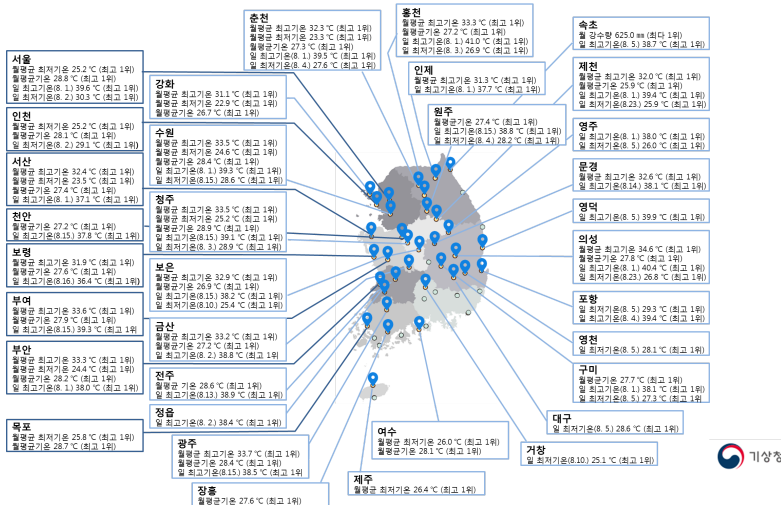 춘천
월평균 최고기온 32.3 ℃ (최고 1위)
월평균 최저기온 23.3 ℃ (최고 1위)
월평균기온 27.3 ℃ (최고 1위)
일 최고기온(8. 1.) 39.5 ℃ (최고 1위)
일 최저기온(8. 4.) 27.6 ℃ (최고 1위)
홍천
월평균 최고기온 33.3 ℃ (최고 1위)
월평균기온 27.2 ℃ (최고 1위)
일 최고기온(8. 1.) 41.0 ℃ (최고 1위)
일 최저기온(8. 3.) 26.9 ℃ (최고 1위)
속초
월 강수량 625.0 ㎜ (최다 1위)
일 최고기온(8. 5.) 38.7 ℃ (최고 1위)
서울
월평균 최저기온 25.2 ℃ (최고 1위)
월평균기온 28.8 ℃ (최고 1위)
일 최고기온(8. 1.) 39.6 ℃ (최고 1위)
일 최저기온(8. 2.) 30.3 ℃ (최고 1위)
강화
월평균 최고기온 31.1 ℃ (최고 1위)
월평균 최저기온 22.9 ℃ (최고 1위)
월평균기온 26.7 ℃ (최고 1위)
인제
월평균 최고기온 31.3 ℃ (최고 1위)
일 최고기온(8. 1.) 37.7 ℃ (최고 1위)
제천
월평균 최고기온 32.0 ℃ (최고 1위)
월평균기온 25.9 ℃ (최고 1위)
일 최고기온(8. 1.) 39.4 ℃ (최고 1위)
일 최저기온(8.23.) 25.9 ℃ (최고 1위)
원주
월평균기온 27.4 ℃ (최고 1위)
일 최고기온(8.15.) 38.8 ℃ (최고 1위)
일 최저기온(8. 4.) 28.2 ℃ (최고 1위)
인천
월평균 최저기온 25.2 ℃ (최고 1위)
월평균기온 28.1 ℃ (최고 1위)
일 최저기온(8. 2.) 29.1 ℃ (최고 1위)
수원
월평균 최고기온 33.5 ℃ (최고 1위)
월평균 최저기온 24.6 ℃ (최고 1위)
월평균기온 28.4 ℃ (최고 1위)
일 최고기온(8. 1.) 39.3 ℃ (최고 1위)
일 최저기온(8.15.) 28.6 ℃ (최고 1위)
영주
일 최고기온(8. 1.) 38.0 ℃ (최고 1위)
일 최저기온(8. 5.) 26.0 ℃ (최고 1위)
서산
월평균 최고기온 32.4 ℃ (최고 1위)
월평균 최저기온 23.5 ℃ (최고 1위)
월평균기온 27.4 ℃ (최고 1위)
일 최고기온(8. 1.) 37.1 ℃ (최고 1위)
문경
월평균 최고기온 32.6 ℃ (최고 1위)
일 최고기온(8.14.) 38.1 ℃ (최고 1위)
청주
월평균 최고기온 33.5 ℃ (최고 1위)
월평균 최저기온 25.2 ℃ (최고 1위)
월평균기온 28.9 ℃ (최고 1위)
일 최고기온(8.15.) 39.1 ℃ (최고 1위)
일 최저기온(8. 3.) 28.9 ℃ (최고 1위)
영덕
일 최고기온(8. 5.) 39.9 ℃ (최고 1위)
천안
월평균기온 27.2 ℃ (최고 1위)
일 최고기온(8.15.) 37.8 ℃ (최고 1위)
의성
월평균 최고기온 34.6 ℃ (최고 1위)
월평균기온 27.8 ℃ (최고 1위)
일 최고기온(8. 1.) 40.4 ℃ (최고 1위)
일 최저기온(8.23.) 26.8 ℃ (최고 1위)
보령
월평균 최고기온 31.9 ℃ (최고 1위)
월평균기온 27.6 ℃ (최고 1위)
일 최고기온(8.16) 36.4 ℃ (최고 1위)
보은
월평균 최고기온 32.9 ℃ (최고 1위)
월평균기온 26.9 ℃ (최고 1위)
일 최고기온(8.15) 38.2 ℃ (최고 1위)
일 최저기온(8.10.) 25.4 ℃ (최고 1위)
부여
월평균 최고기온 33.6 ℃ (최고 1위)
월평균기온 27.9 ℃ (최고 1위)
일 최고기온(8.15.) 39.3 ℃ (최고 1위
포항
일 최저기온(8. 5.) 29.3 ℃ (최고 1위)
일 최고기온(8. 4.) 39.4 ℃ (최고 1위)
금산
월평균 최고기온 33.2 ℃ (최고 1위)
월평균기온 27.2 ℃ (최고 1위)
일 최고기온(8. 2.) 38.8 ℃ (최고 1위
영천
일 최저기온(8. 5.) 28.1 ℃ (최고 1위)
부안
월평균 최고기온 33.3 ℃ (최고 1위)
월평균 최저기온 24.4 ℃ (최고 1위)
월평균기온 28.2 ℃ (최고 1위)
일 최고기온(8. 1.) 38.0 ℃ (최고 1위)
구미
월평균기온 27.7 ℃ (최고 1위)
일 최고기온(8. 1.) 38.1 ℃ (최고 1위)
일 최저기온(8. 5.) 27.3 ℃ (최고 1위
전주
월평균 기온 28.6 ℃ (최고 1위)
일 최고기온(8.13.) 38.9 ℃ (최고 1위)
정읍
일 최고기온(8. 2.) 38.4 ℃ (최고 1위)
목포
월평균 최저기온 25.8 ℃ (최고 1위)
월평균기온 28.7 ℃ (최고 1위)
대구
일 최저기온(8. 5.) 28.6 ℃ (최고 1위)
여수
월평균 최저기온 26.0 ℃ (최고 1위)
월평균기온 28.1 ℃ (최고 1위)
광주
월평균 최고기온 33.7 ℃ (최고 1위)
월평균기온 28.4 ℃ (최고 1위)
일 최고기온(8.15.) 38.5 ℃ (최고 1위)
거창
일 최저기온(8.10.) 25.1 ℃ (최고 1위)
제주
월평균 최저기온 26.4 ℃ (최고 1위)
장흥
월평균기온 27.6 ℃ (최고 1위)
기상청